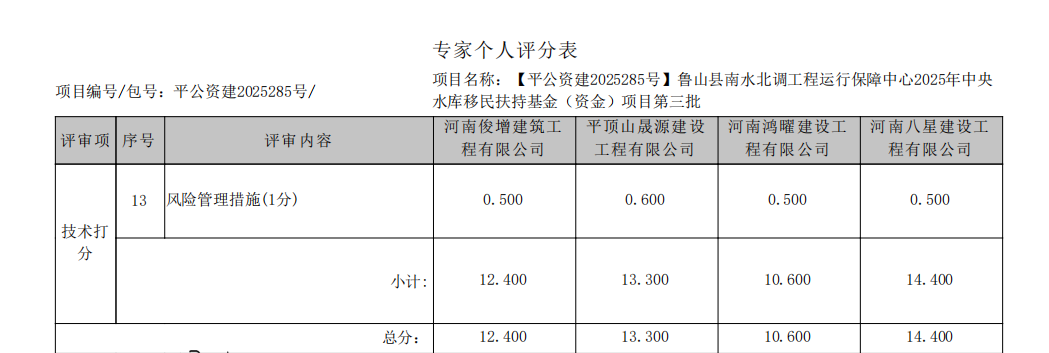 专家个人评分表
项目编号/包号：平公资建2025285号/
项目名称：【平公资建2025285号】鲁山县南水北调工程运行保障中心2025年中央
水库移民扶持基金（资金）项目第三批
评审项 序号 评审内容 河南俊增建筑工 平顶山晟源建设 河南鸿曜建设工 河南八星建设工
程有限公司 工程有限公司 程有限公司 程有限公司
13 风险管理措施(1分) 0.500 0.600 0.500 0.500
技术打
分
小计: 12.400 13.300 10.600 14.400
总分: 12.400 13.300 10.600 14.400